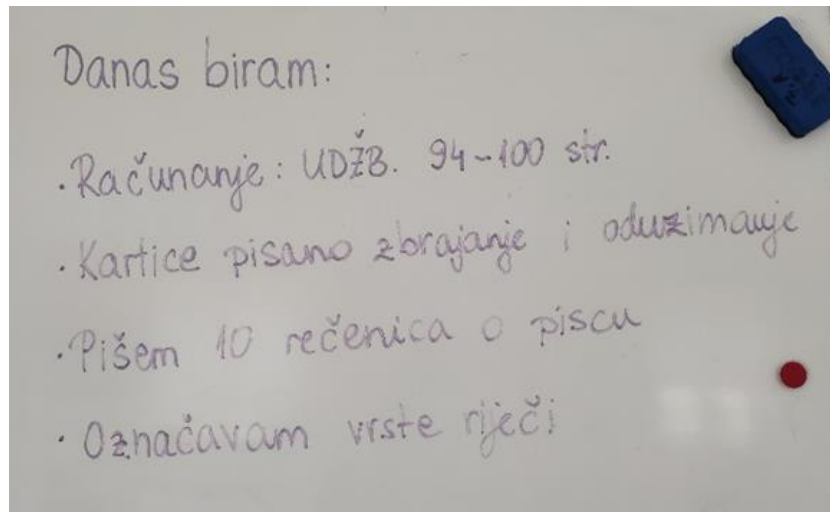 Danas biram:
· Računanje: UDŽB. 94-100 str.
· Kartice pisano zbrajanje i oduzimanje
· Pišem 10 rečenica o piscu
· Označavam vrste riječi